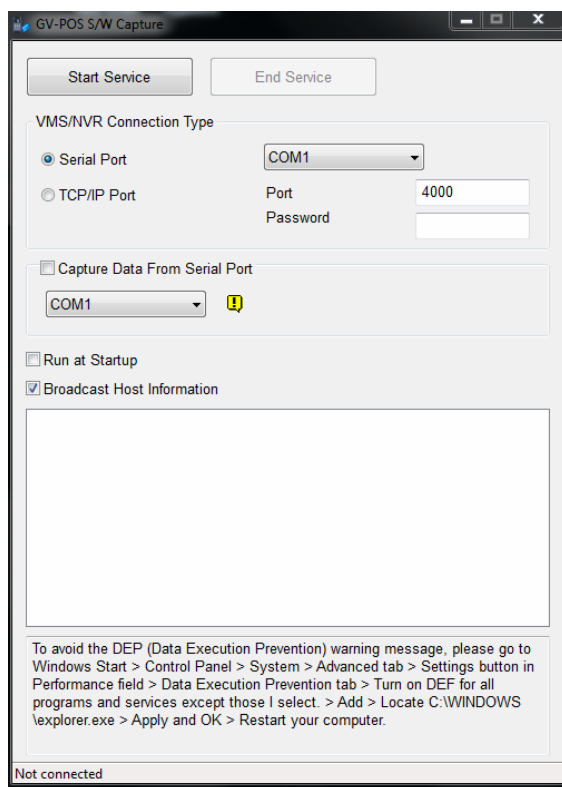 GV-POS S/W Capture
Start Service
End Service
VMS/NVR Connection Type
Serial Port
COM1
TCP/IP Port
Port
4000
Password
Capture Data From Serial Port
COM1
Run at Startup
Broadcast Host Information
To avoid the DEP (Data Execution Prevention) warning message, please go to
Windows Start > Control Panel > System > Advanced tab > Settings button in
Performance field > Data Execution Prevention tab > Turn on DEF for all
programs and services except those I select. > Add > Locate C:\WINDOWS
\explorer.exe > Apply and OK > Restart your computer.
Not connected